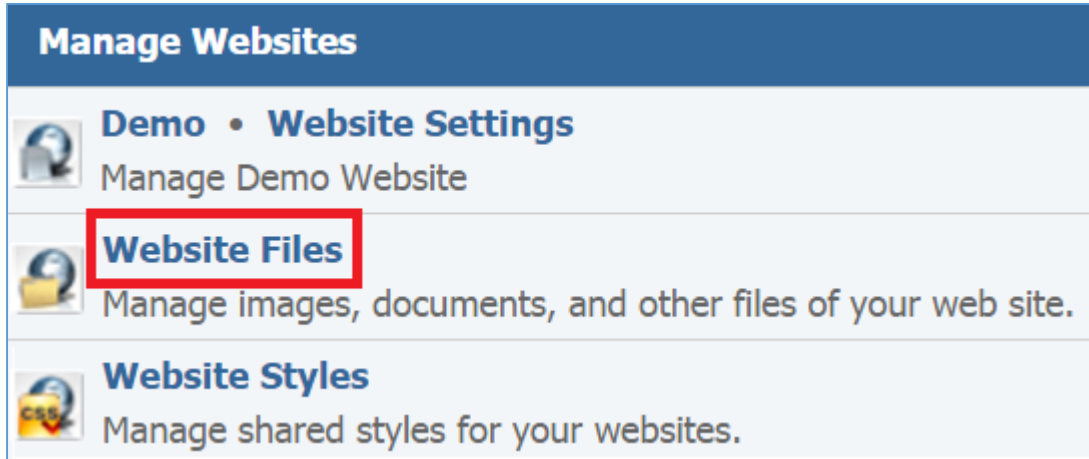 Manage Websites
Demo • Website Settings
Manage Demo Website
Website Files
Manage images, documents, and other files of your web site.
Website Styles
CSS
Manage shared styles for your websites.